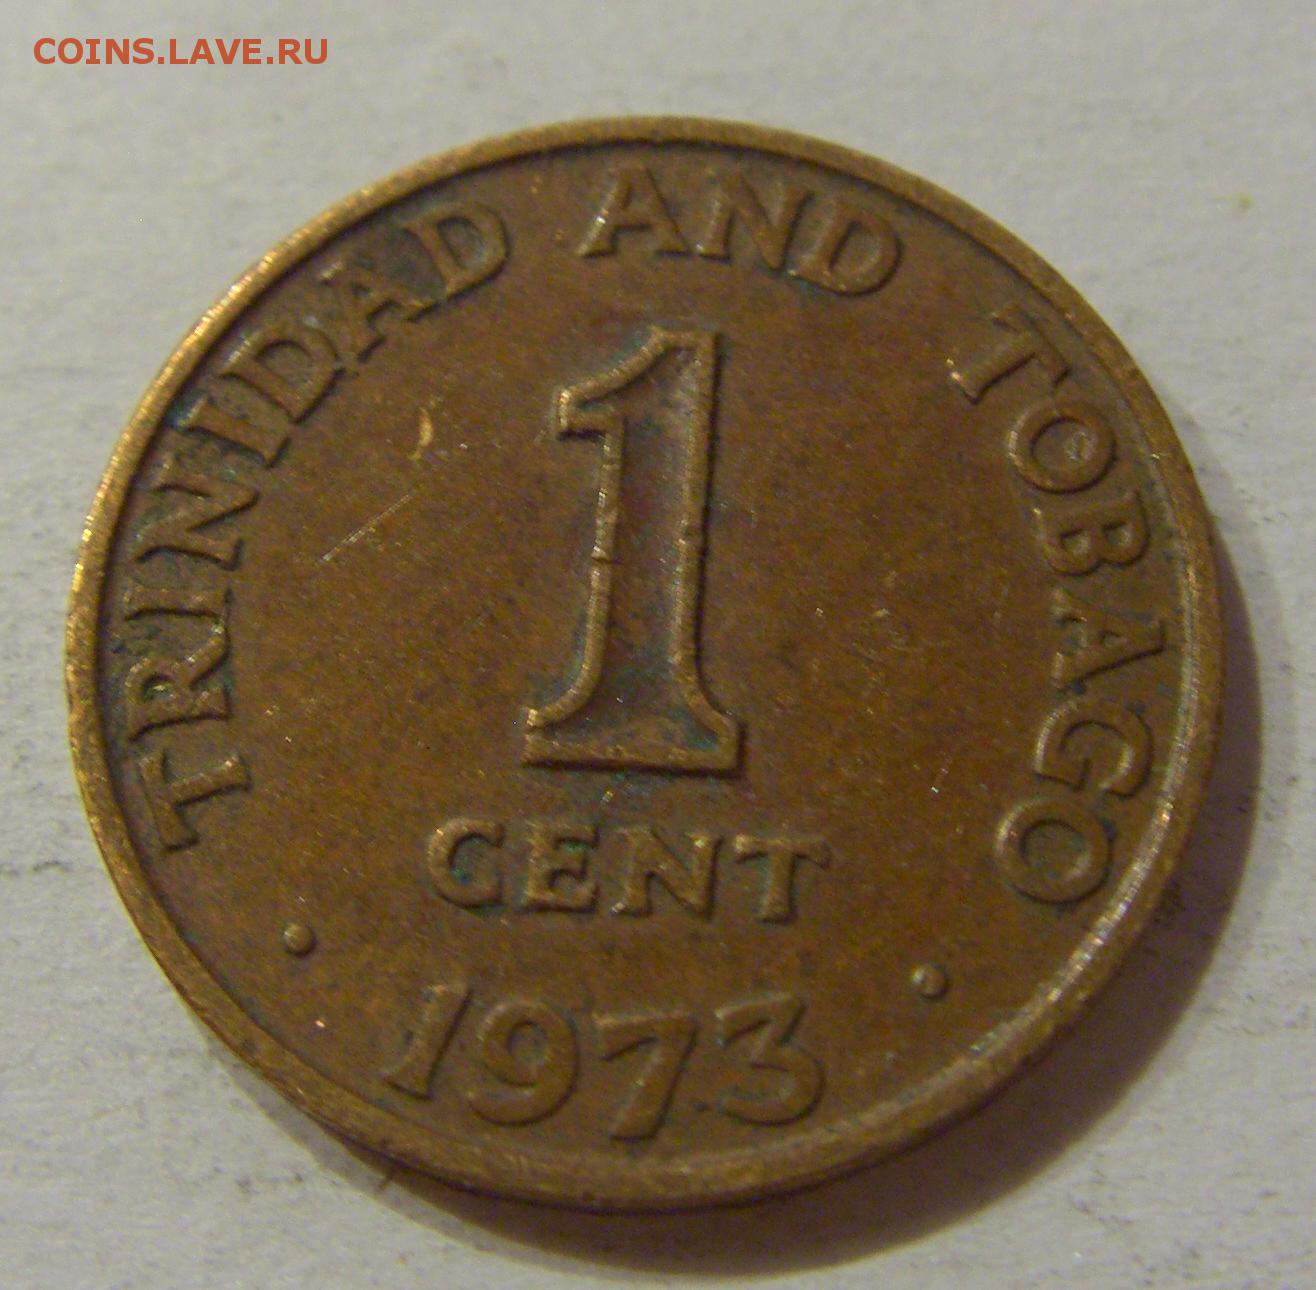 COINS.LAVE.RU
TRINIDAD AND TOBAGO
1
CENT
· 1973 ·